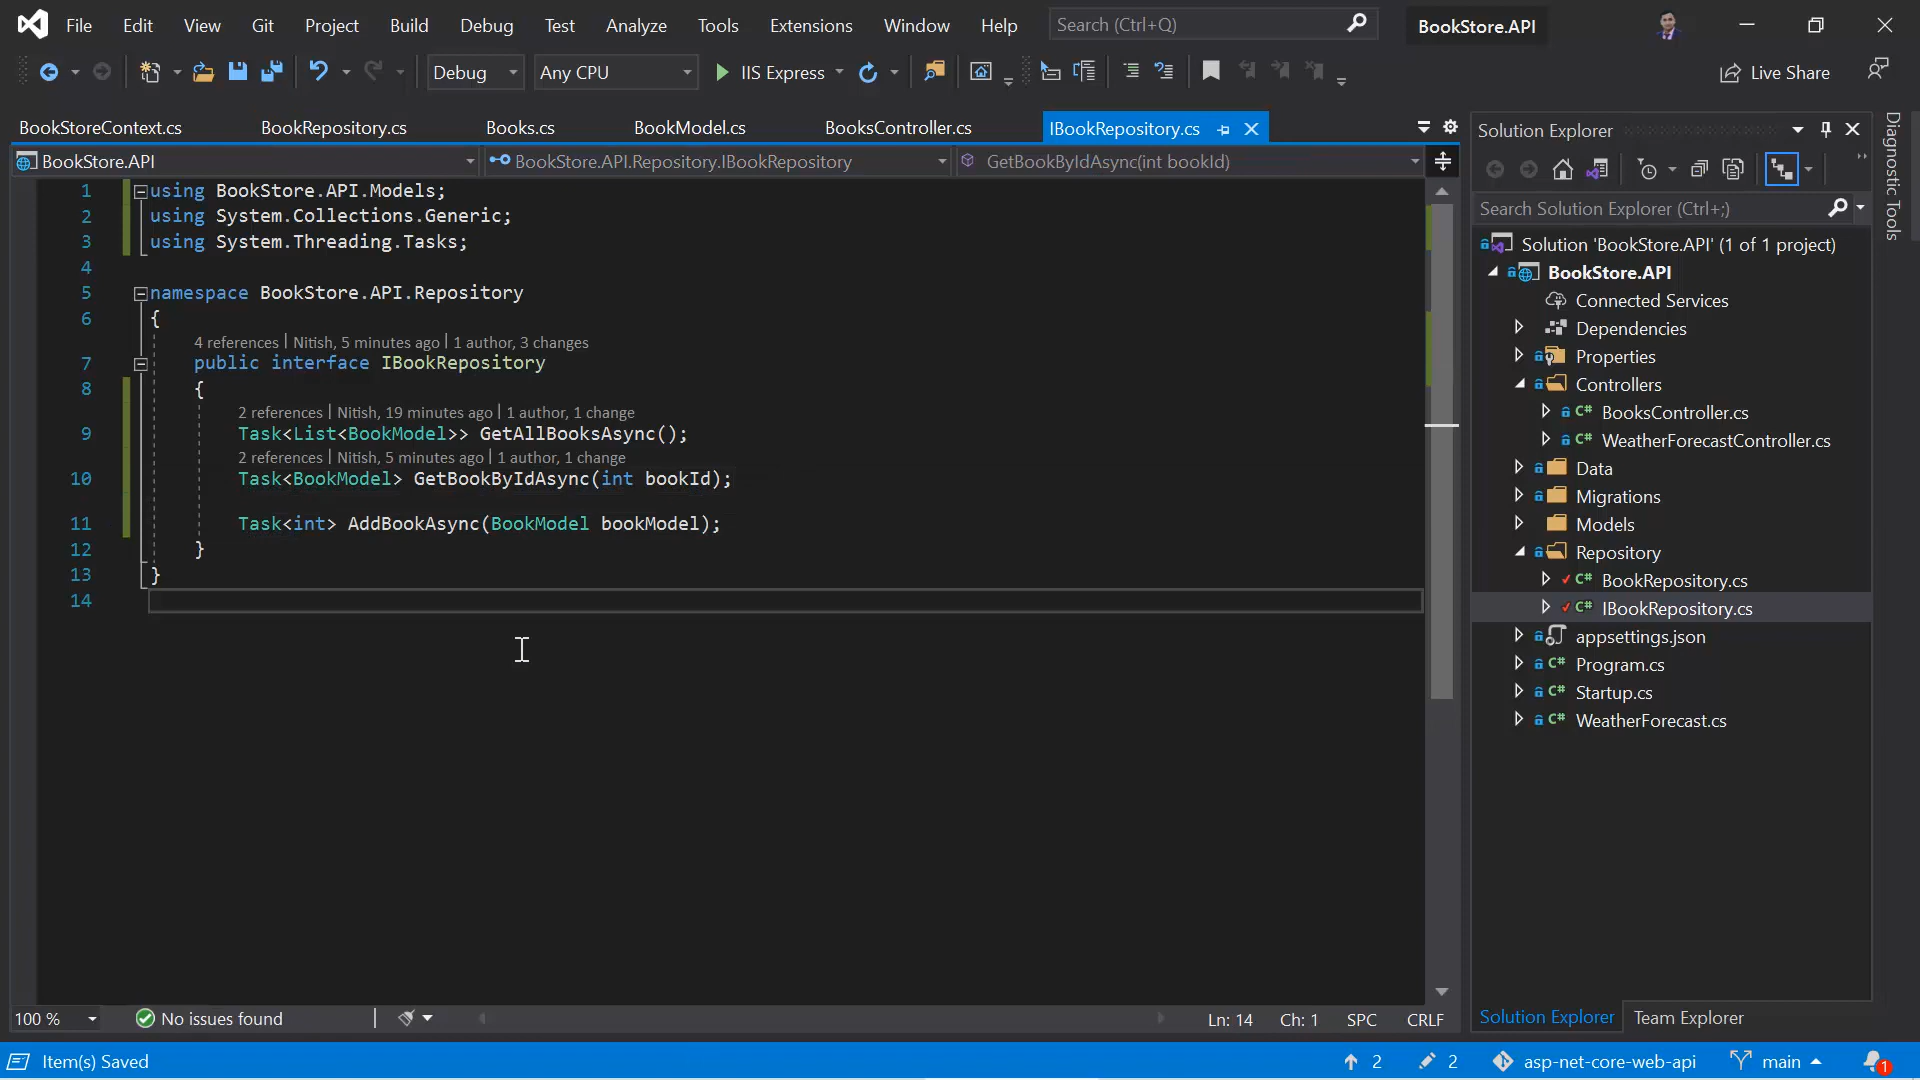 File Edit View Git Project Build Debug Test Analyze Tools Extensions Window Help Search (Ctrl+Q) BookStore.API
Debug Any CPU IIS Express Live Share
BookStoreContext.cs BookRepository.cs Books.cs BookModel.cs BooksController.cs IBookRepository.cs
BookStore.API BookStore.API.Repository.IBookRepository GetBookByIdAsync(int bookId)
1 using BookStore.API.Models;
2 using System.Collections.Generic;
3 using System.Threading.Tasks;
4
5 namespace BookStore.API.Repository
6 {
4 references | Nitish, 5 minutes ago | 1 author, 3 changes
7 public interface IBookRepository
8 {
2 references | Nitish, 19 minutes ago | 1 author, 1 change
9 Task<List<BookModel>> GetAllBooksAsync();
2 references | Nitish, 5 minutes ago | 1 author, 1 change
10 Task<BookModel> GetBookByIdAsync(int bookId);
11 Task<int> AddBookAsync(BookModel bookModel);
12 }
13 }
14
100 % No issues found Ln: 14 Ch: 1 SPC CRLF
Solution Explorer
Search Solution Explorer (Ctrl+;)
Solution 'BookStore.API' (1 of 1 project)
BookStore.API
Connected Services
Dependencies
Properties
Controllers
C# BooksController.cs
C# WeatherForecastController.cs
Data
Migrations
Models
Repository
C# BookRepository.cs
C# IBookRepository.cs
appsettings.json
C# Program.cs
C# Startup.cs
C# WeatherForecast.cs
Solution Explorer Team Explorer
Diagnostic Tools
Item(s) Saved 2 2 asp-net-core-web-api main 1